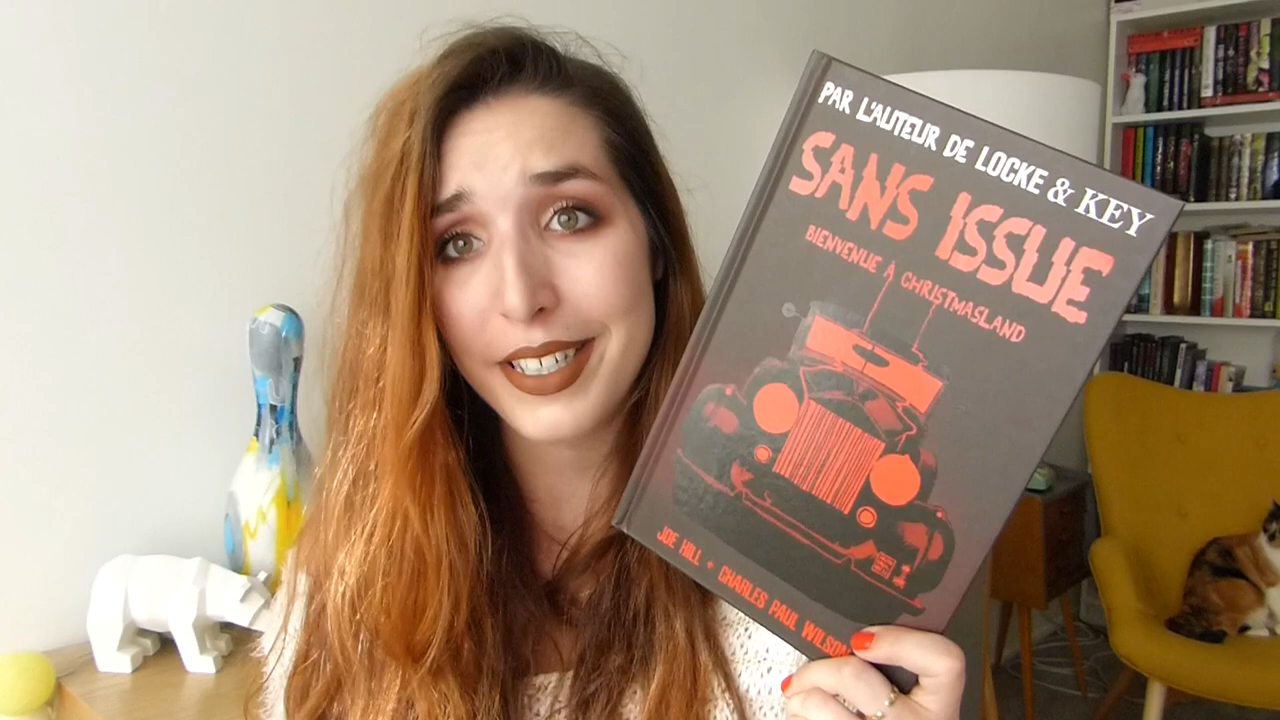 PAR L'AUTEUR DE LOCKE & KEY
SANS ISSUE
BIENVENUE À CHRISTMASLAND
JOE HILL + CHARLES PAUL WILSON